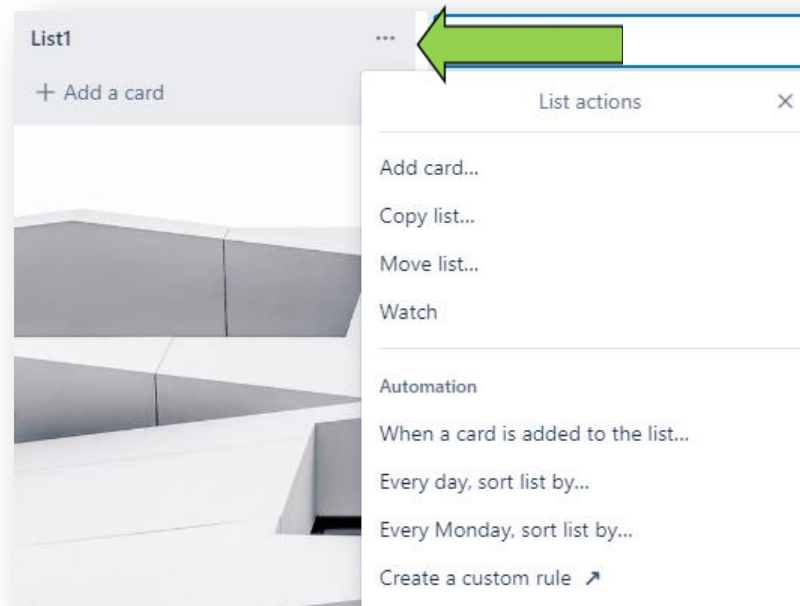 List1
+ Add a card
List actions
Add card...
Copy list...
Move list...
Watch
Automation
When a card is added to the list...
Every day, sort list by...
Every Monday, sort list by...
Create a custom rule ↗